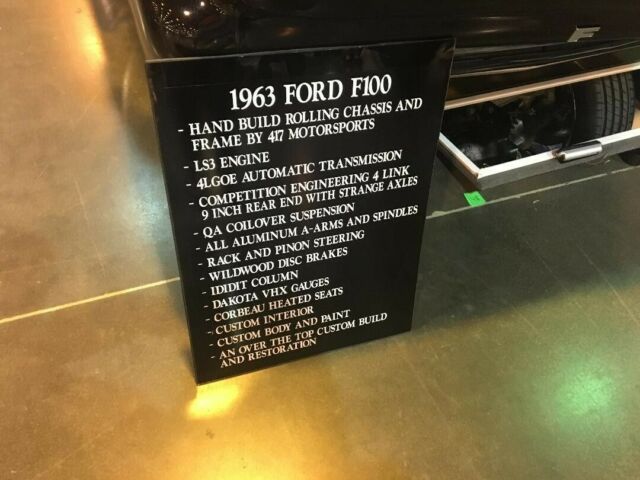 1963 FORD F100
- HAND BUILD ROLLING CHASSIS AND
FRAME BY 417 MOTORSPORTS
- LS3 ENGINE
- 4LGOE AUTOMATIC TRANSMISSION
- COMPETITION ENGINEERING 4 LINK
9 INCH REAR END WITH STRANGE AXLES
- QA COILOVER SUSPENSION
- ALL ALUMINUM A-ARMS AND SPINDLES
- RACK AND PINON STEERING
- WILDWOOD DISC BRAKES
- IDIDIT COLUMN
- DAKOTA VHX GAUGES
- CORBEAU HEATED SEATS
- CUSTOM INTERIOR
- CUSTOM BODY AND PAINT
- AN OVER THE TOP CUSTOM BUILD
AND RESTORATION